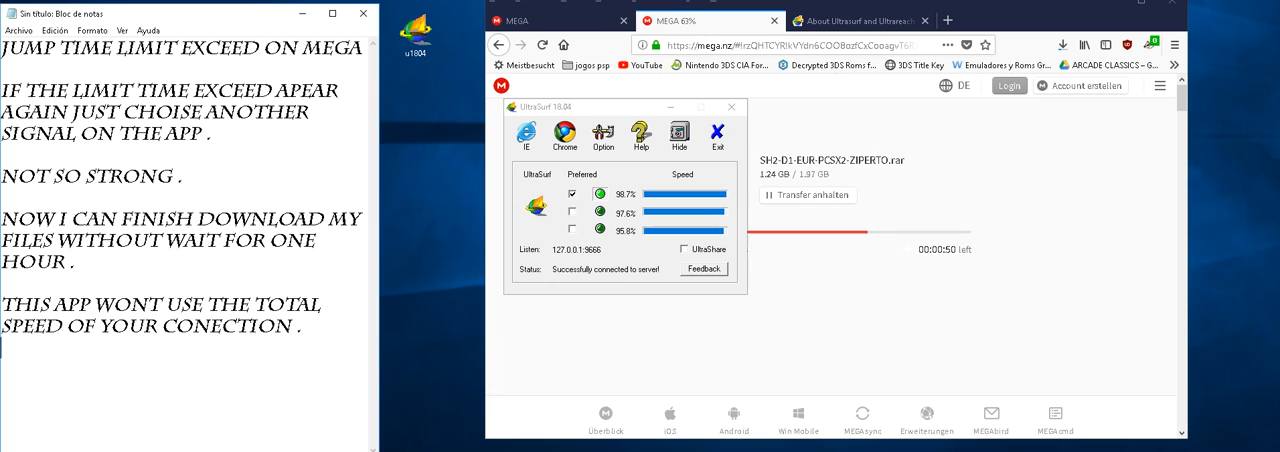 Sin título: Bloc de notas
Archivo Edición Formato Ver Ayuda
JUMP TIME LIMIT EXCEED ON MEGA
IF THE LIMIT TIME EXCEED APEAR
AGAIN JUST CHOISE ANOTHER
SIGNAL ON THE APP .
NOT SO STRONG .
NOW I CAN FINISH DOWNLOAD MY
FILES WITHOUT WAIT FOR ONE
HOUR .
THIS APP WONT USE THE TOTAL
SPEED OF YOUR CONECTION .
u1804
MEGA
MEGA 63%
About Ultrasurf and Ultrareach
Meistbesucht jogos psp YouTube Nintendo 3DS CIA For... Decrypted 3DS Roms f... 3DS Title Key Emuladores y Roms Gr... ARCADE CLASSICS – G...
DE Login Account erstellen
UltraSurf 18.04
IE Chrome Option Help Hide Exit
UltraSurf Preferred Speed
98.7%
97.6%
95.8%
Listen: 127.0.0.1:9666 UltraShare
Status: Successfully connected to server! Feedback
SH2-D1-EUR-PCSX2-ZIPERTO.rar
1.24 GB / 1.97 GB
Transfer anhalten
00:00:50 left
Überblick iOS Android Win Mobile MEGAsync Erweiterungen MEGAbird MEGAcmd